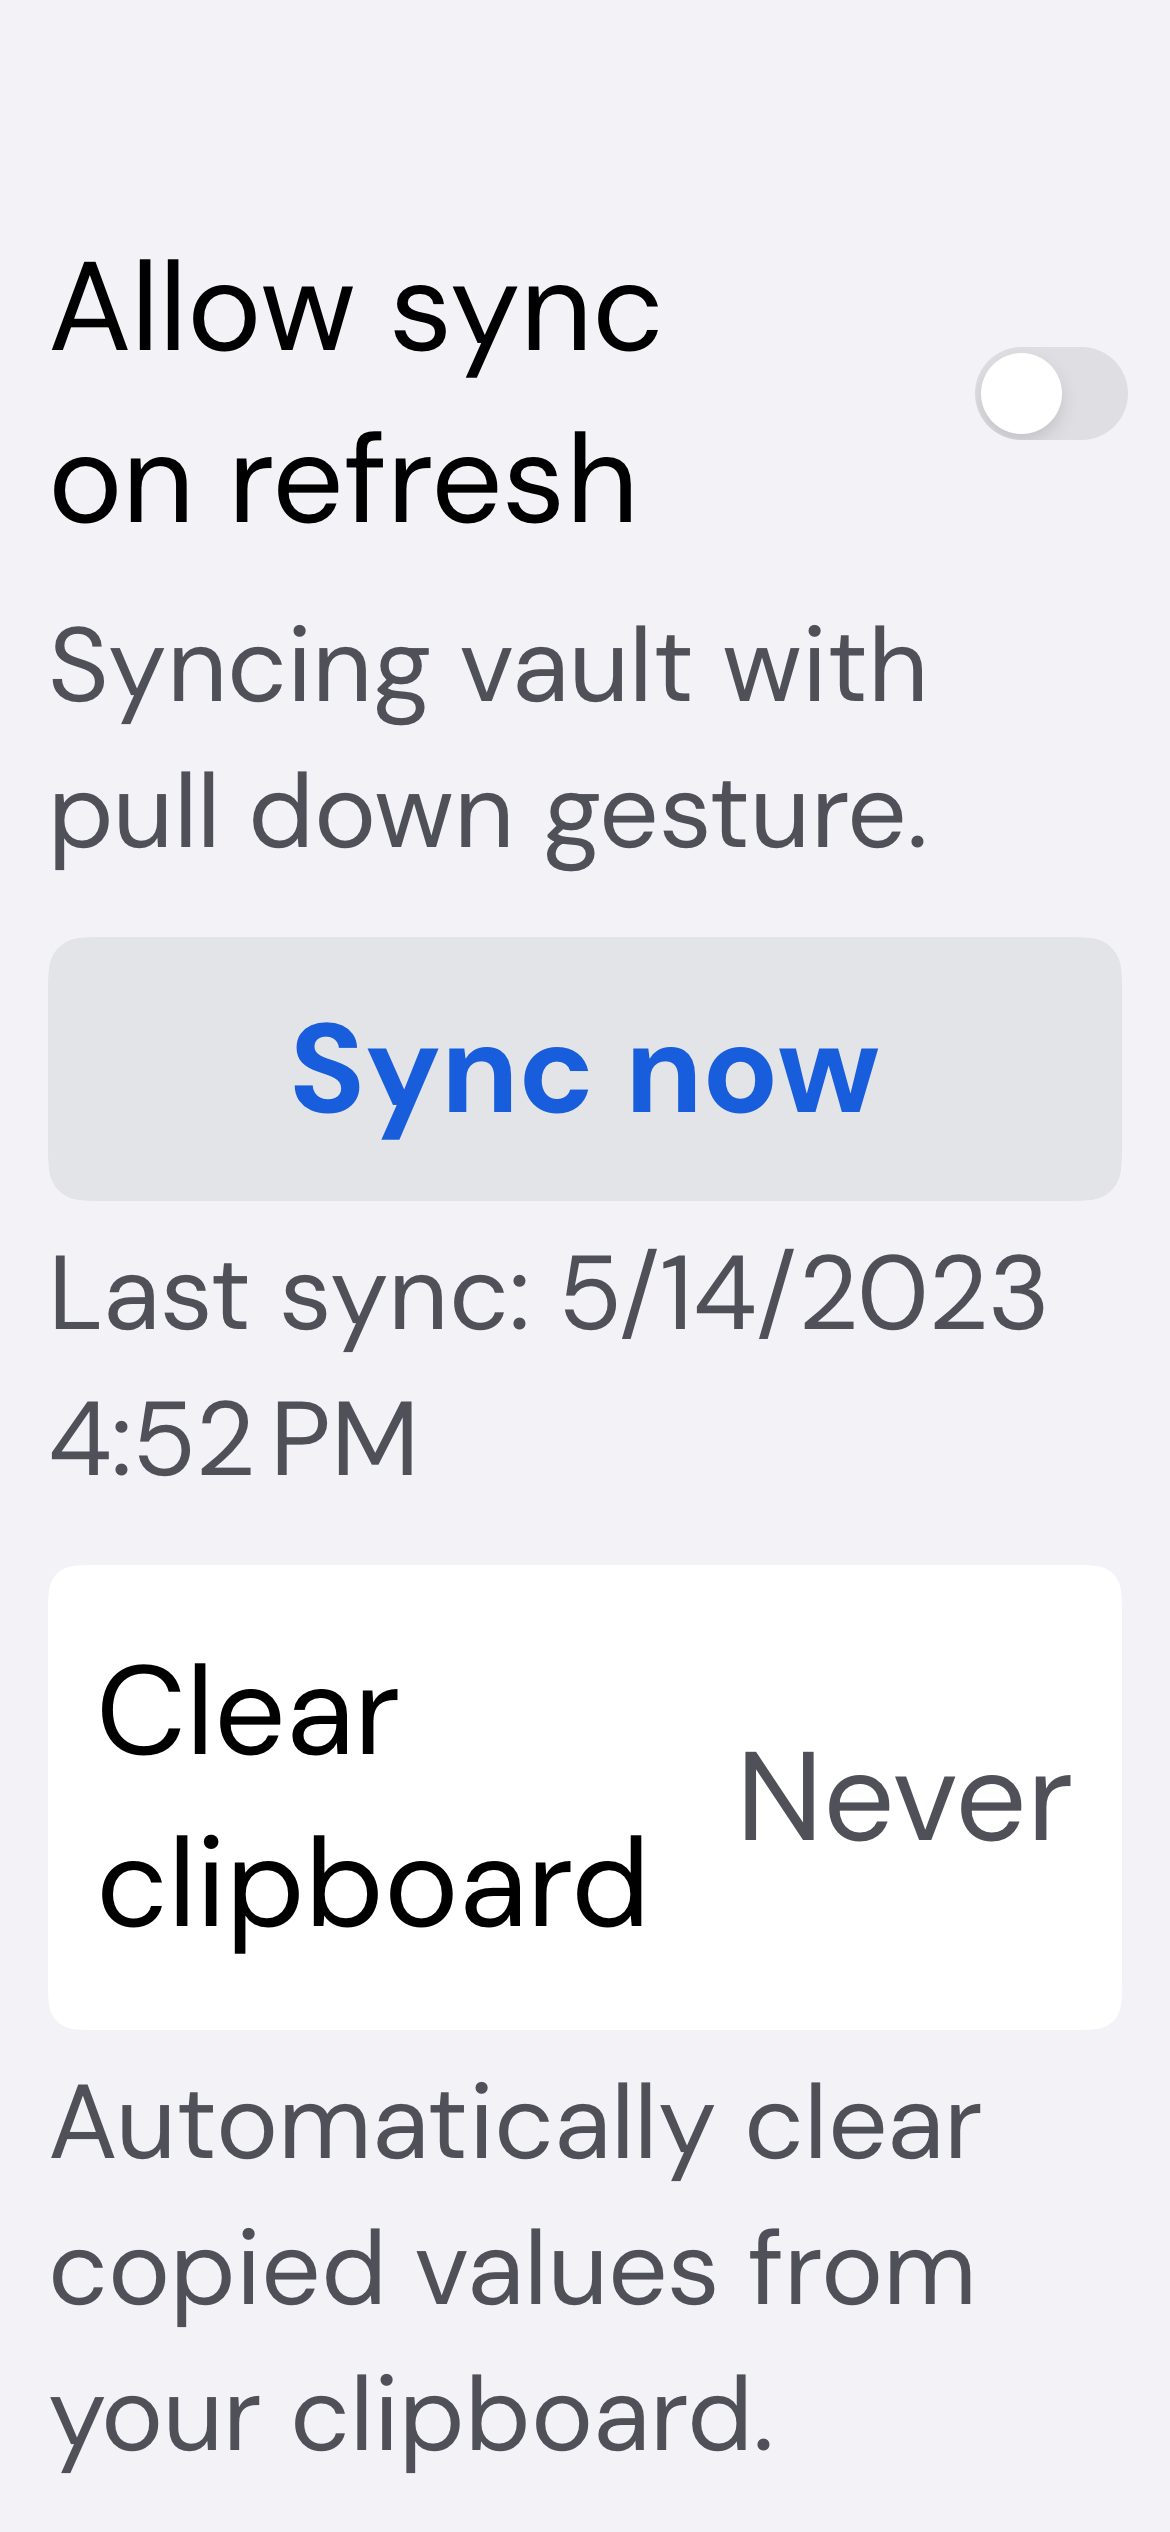 Allow sync
on refresh
Syncing vault with
pull down gesture.
Sync now
Last sync: 5/14/2023
4:52 PM
Clear
clipboard
Never
Automatically clear
copied values from
your clipboard.